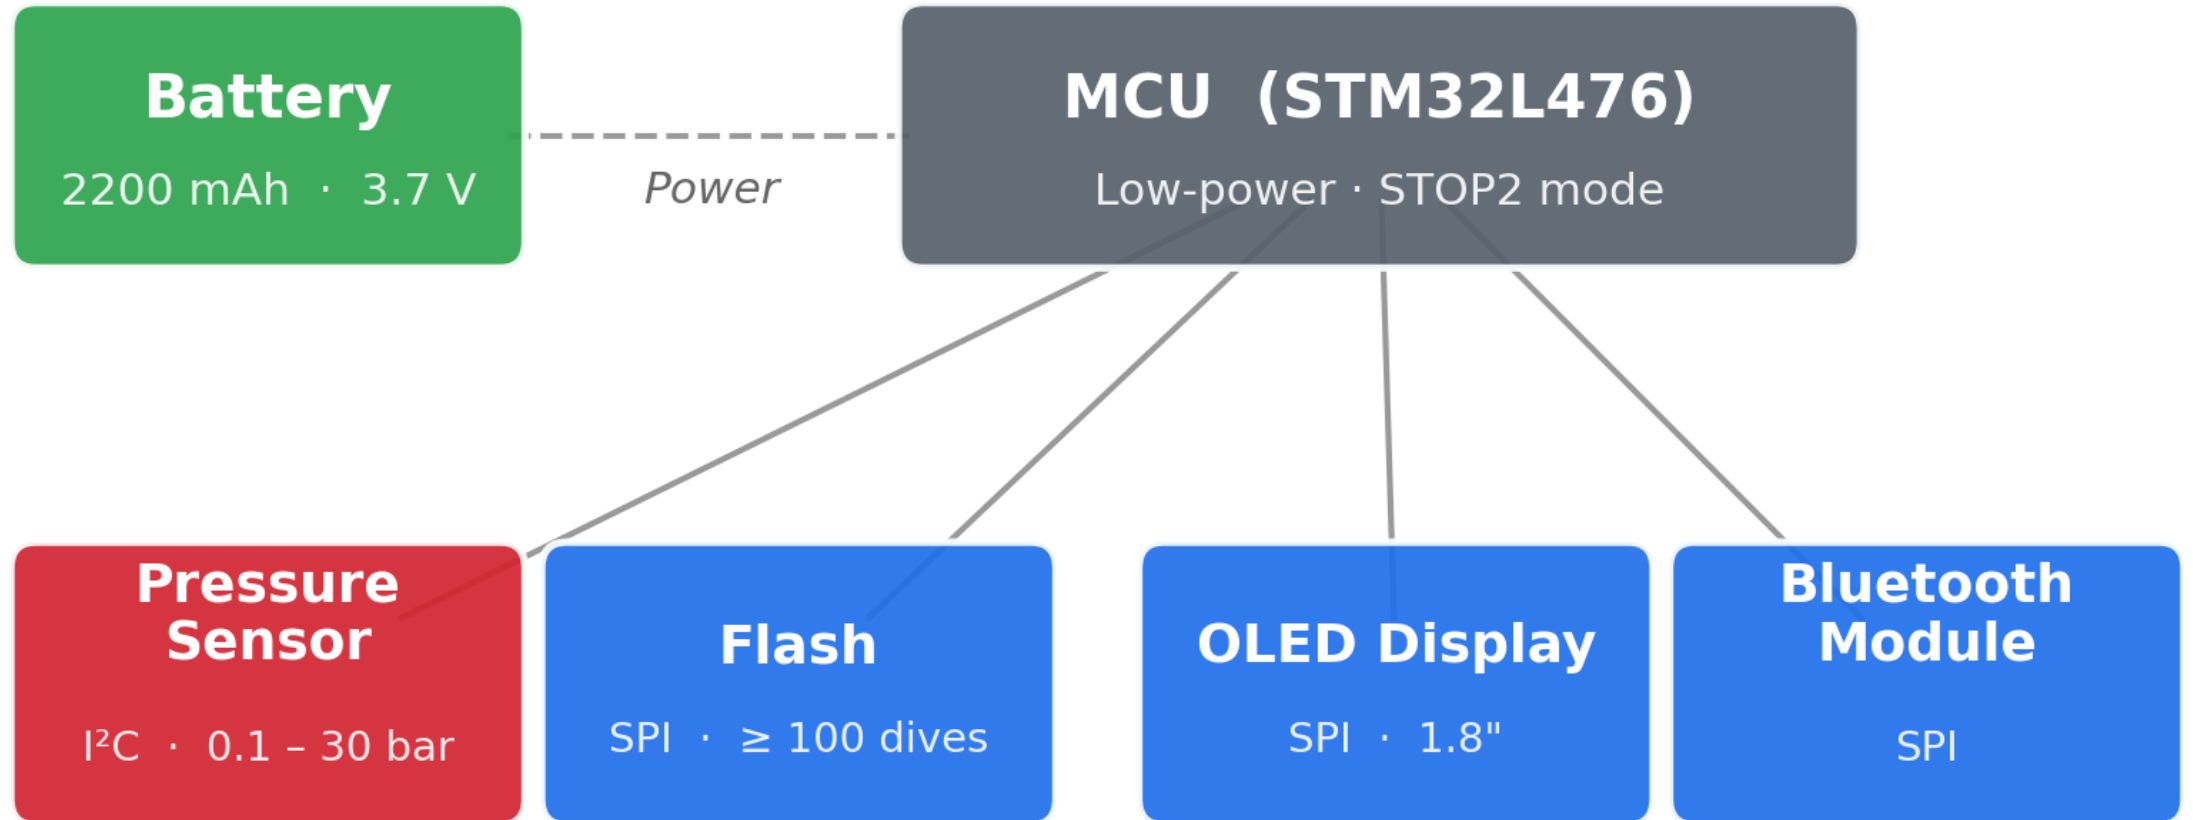 Battery
2200 mAh · 3.7 V
Power
MCU (STM32L476)
Low-power · STOP2 mode
Pressure
Sensor
I²C · 0.1 – 30 bar
Flash
SPI · ≥ 100 dives
OLED Display
SPI · 1.8"
Bluetooth
Module
SPI